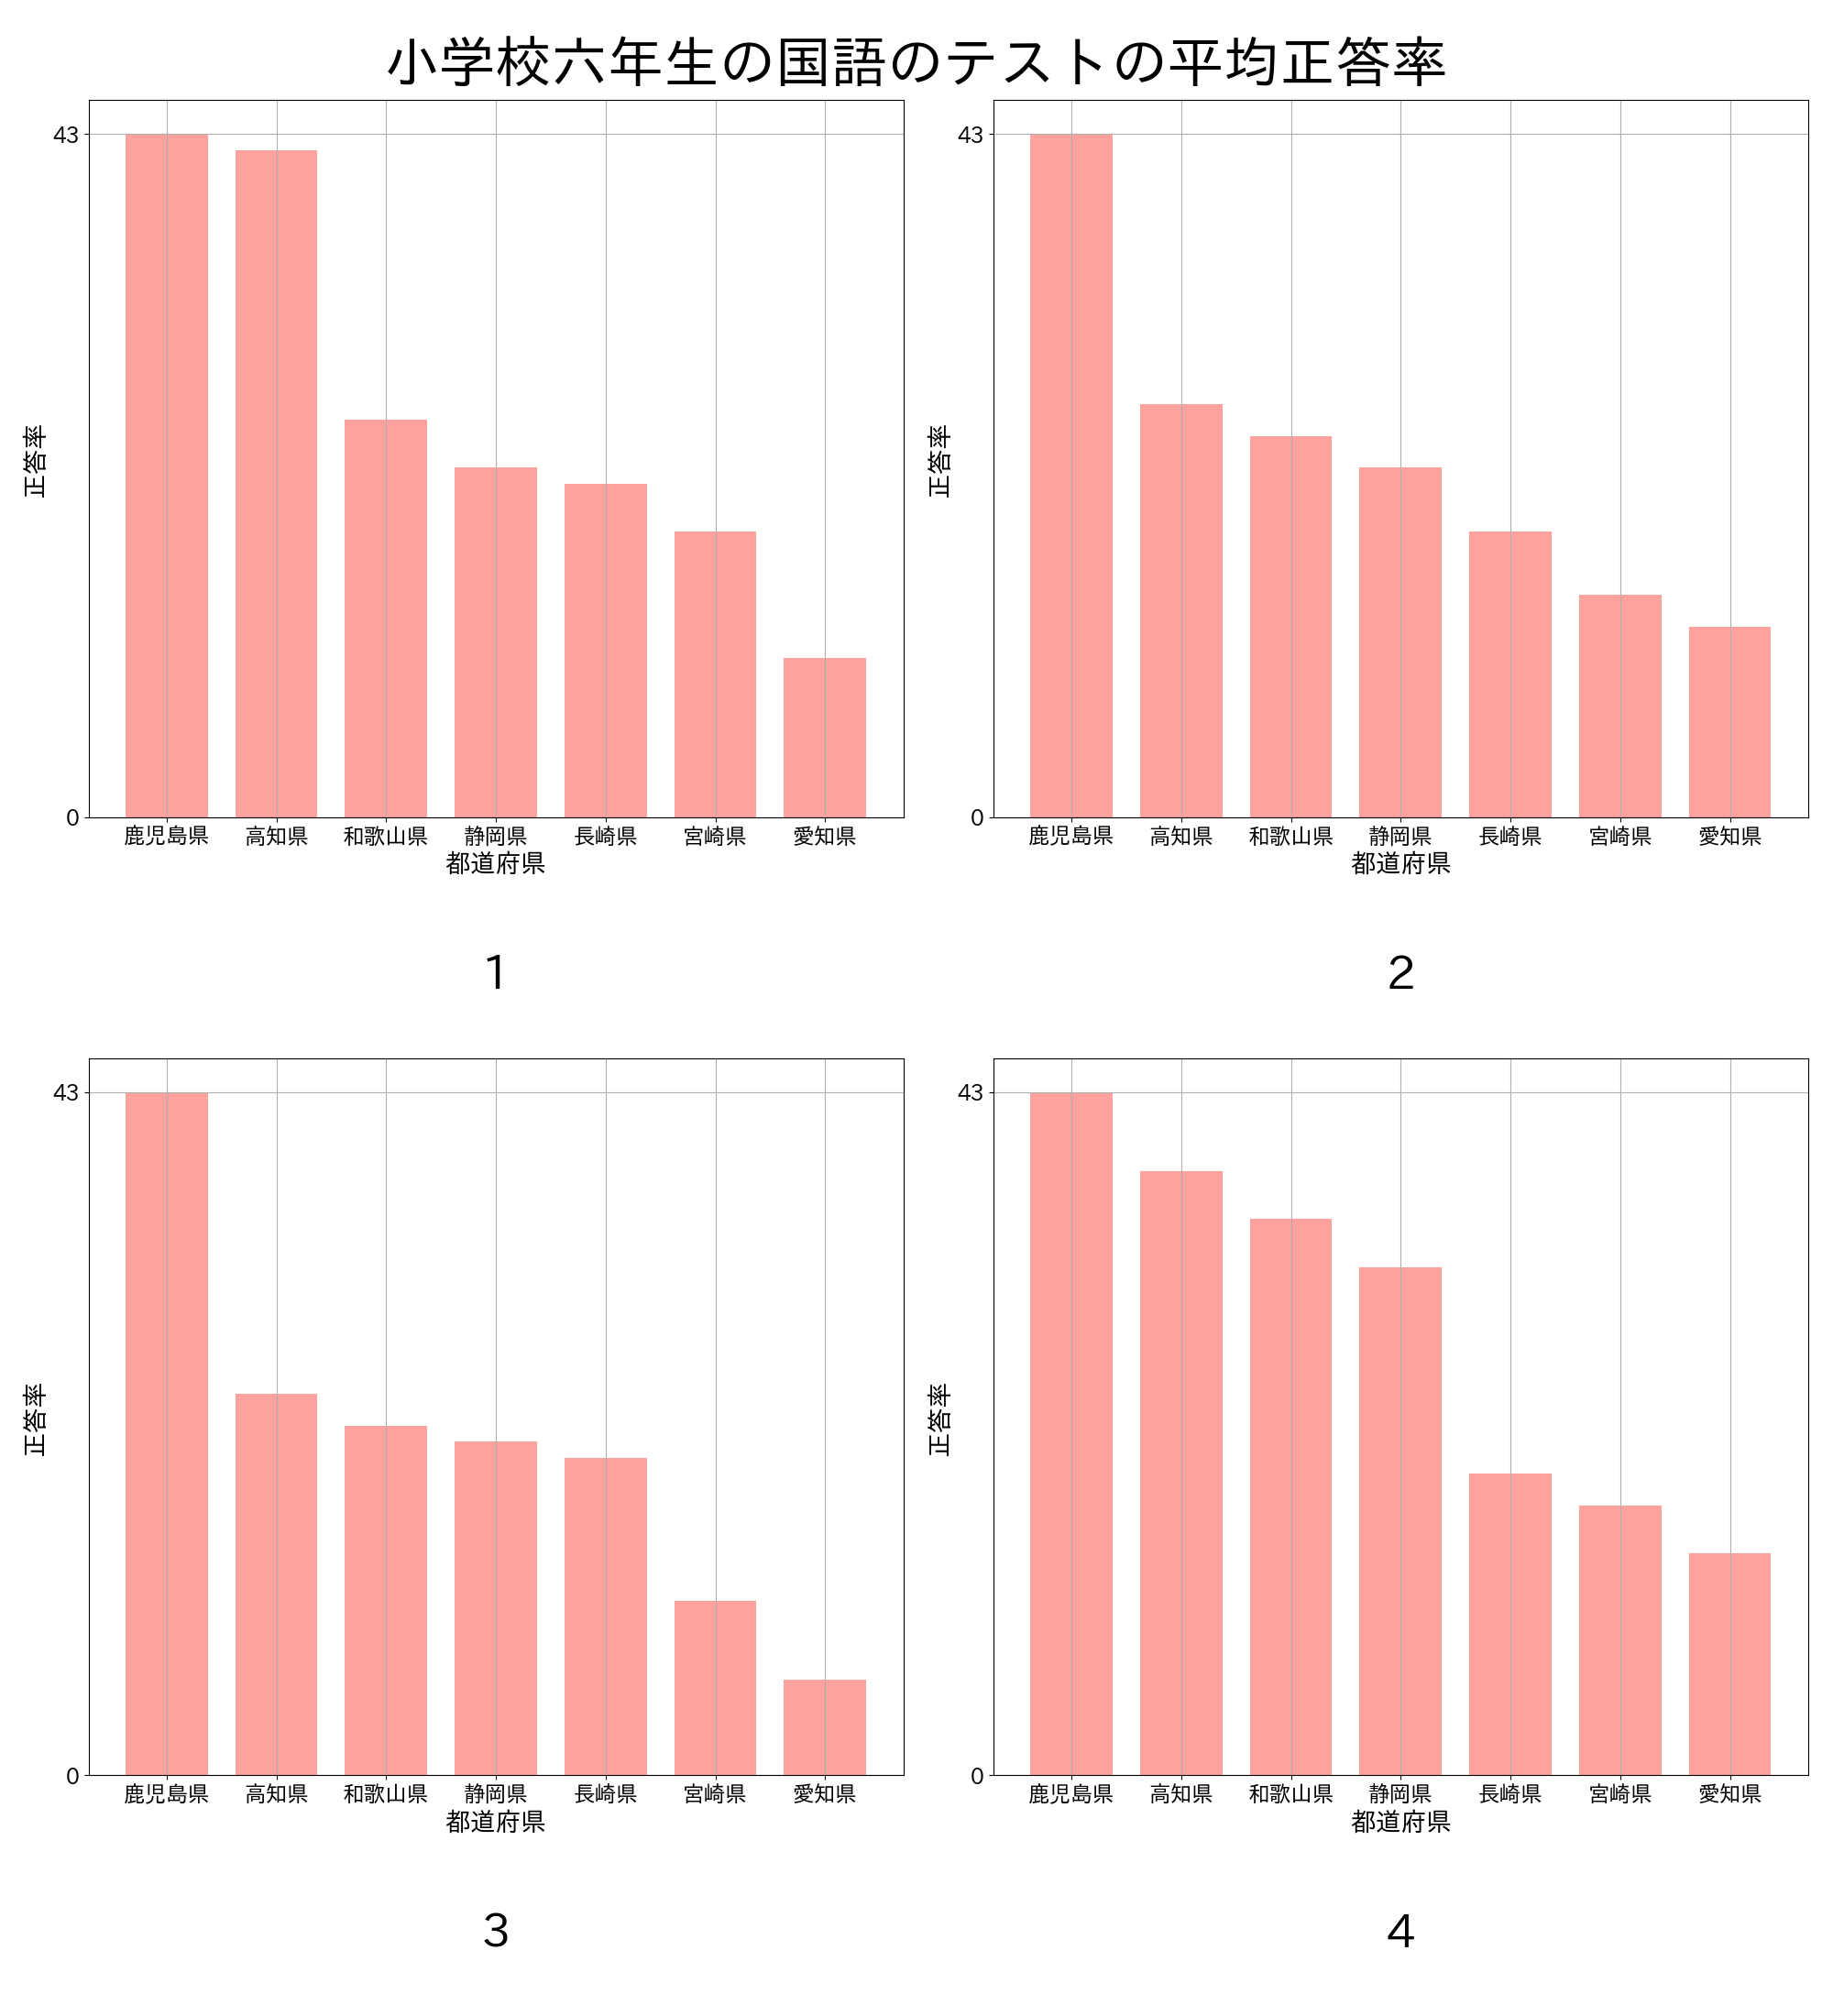 小学校六年生の国語のテストの平均正答率
43
0
正答率
鹿児島県 高知県 和歌山県 静岡県 長崎県 宮崎県 愛知県
都道府県
1
43
0
正答率
鹿児島県 高知県 和歌山県 静岡県 長崎県 宮崎県 愛知県
都道府県
2
43
0
正答率
鹿児島県 高知県 和歌山県 静岡県 長崎県 宮崎県 愛知県
都道府県
3
43
0
正答率
鹿児島県 高知県 和歌山県 静岡県 長崎県 宮崎県 愛知県
都道府県
4